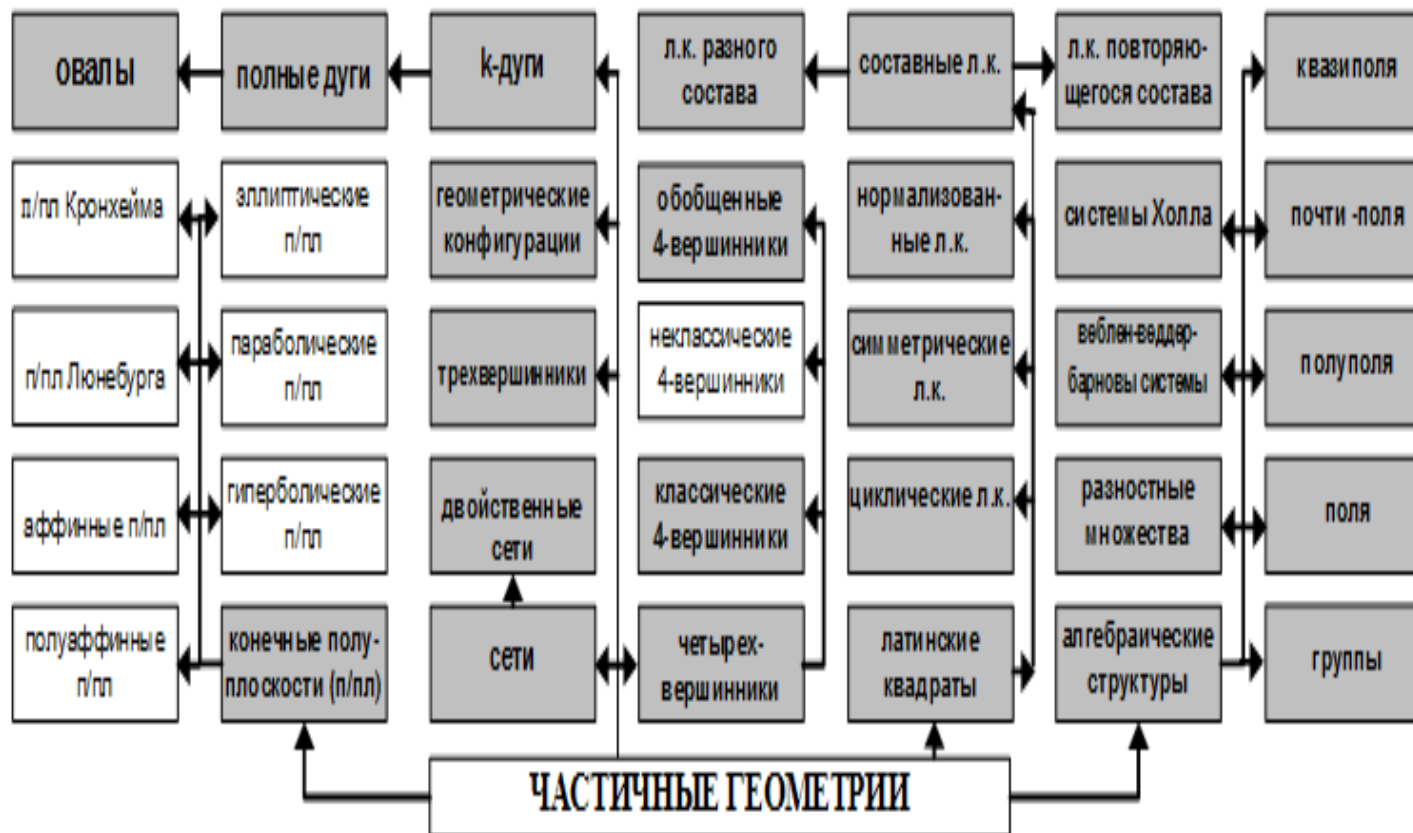 овалы
полные дуги
k-дуги
л.к. разного
состава
составные л.к.
л.к. повторяю-
щегося состава
квазиполя
п/пл Кронхейма
эллиптические
п/пл
геометрические
конфигурации
обобщенные
4-вершинники
нормализован-
ные л.к.
системы Холла
почти -поля
п/пл Люнебурга
параболические
п/пл
трехвершинники
неклассические
4-вершинники
симметрические
л.к.
веблен-веддер-
барновы системы
полуполя
аффинные п/пл
гиперболические
п/пл
двойственные
сети
классические
4-вершинники
циклические л.к.
разностные
множества
поля
полуаффинные
п/пл
конечные полу-
плоскости (п/пл)
сети
четырех-
вершинники
латинские
квадраты
алгебраические
структуры
группы
ЧАСТИЧНЫЕ ГЕОМЕТРИИ